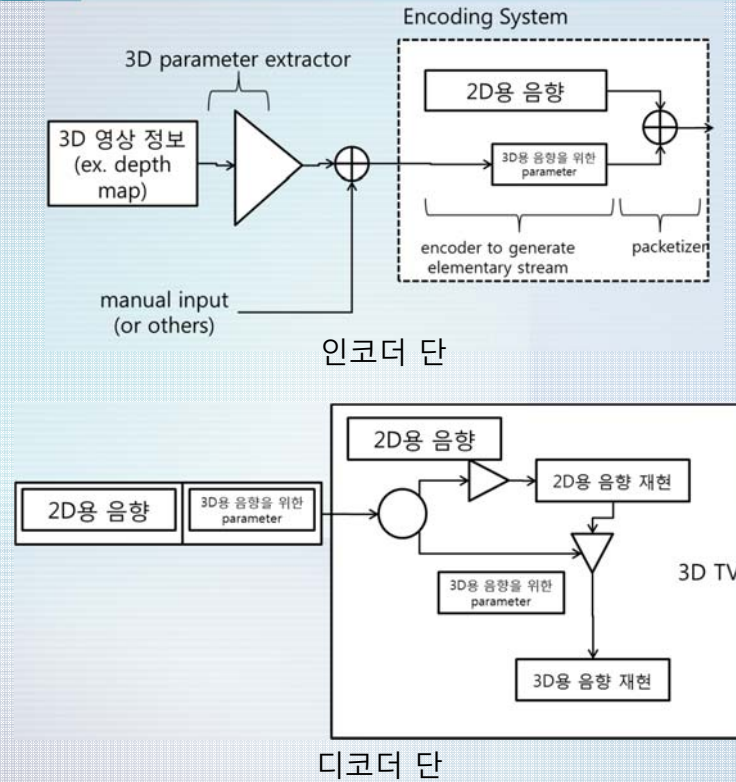 Encoding System
3D parameter extractor
2D용 음향
3D 영상 정보
(ex. depth
map)
3D용 음향을 위한
parameter
encoder to generate
elementary stream
packetizer
manual input
(or others)
인코더 단
2D용 음향
2D용 음향
3D용 음향을 위한
parameter
2D용 음향 재현
3D TV
3D용 음향을 위한
parameter
3D용 음향 재현
디코더 단